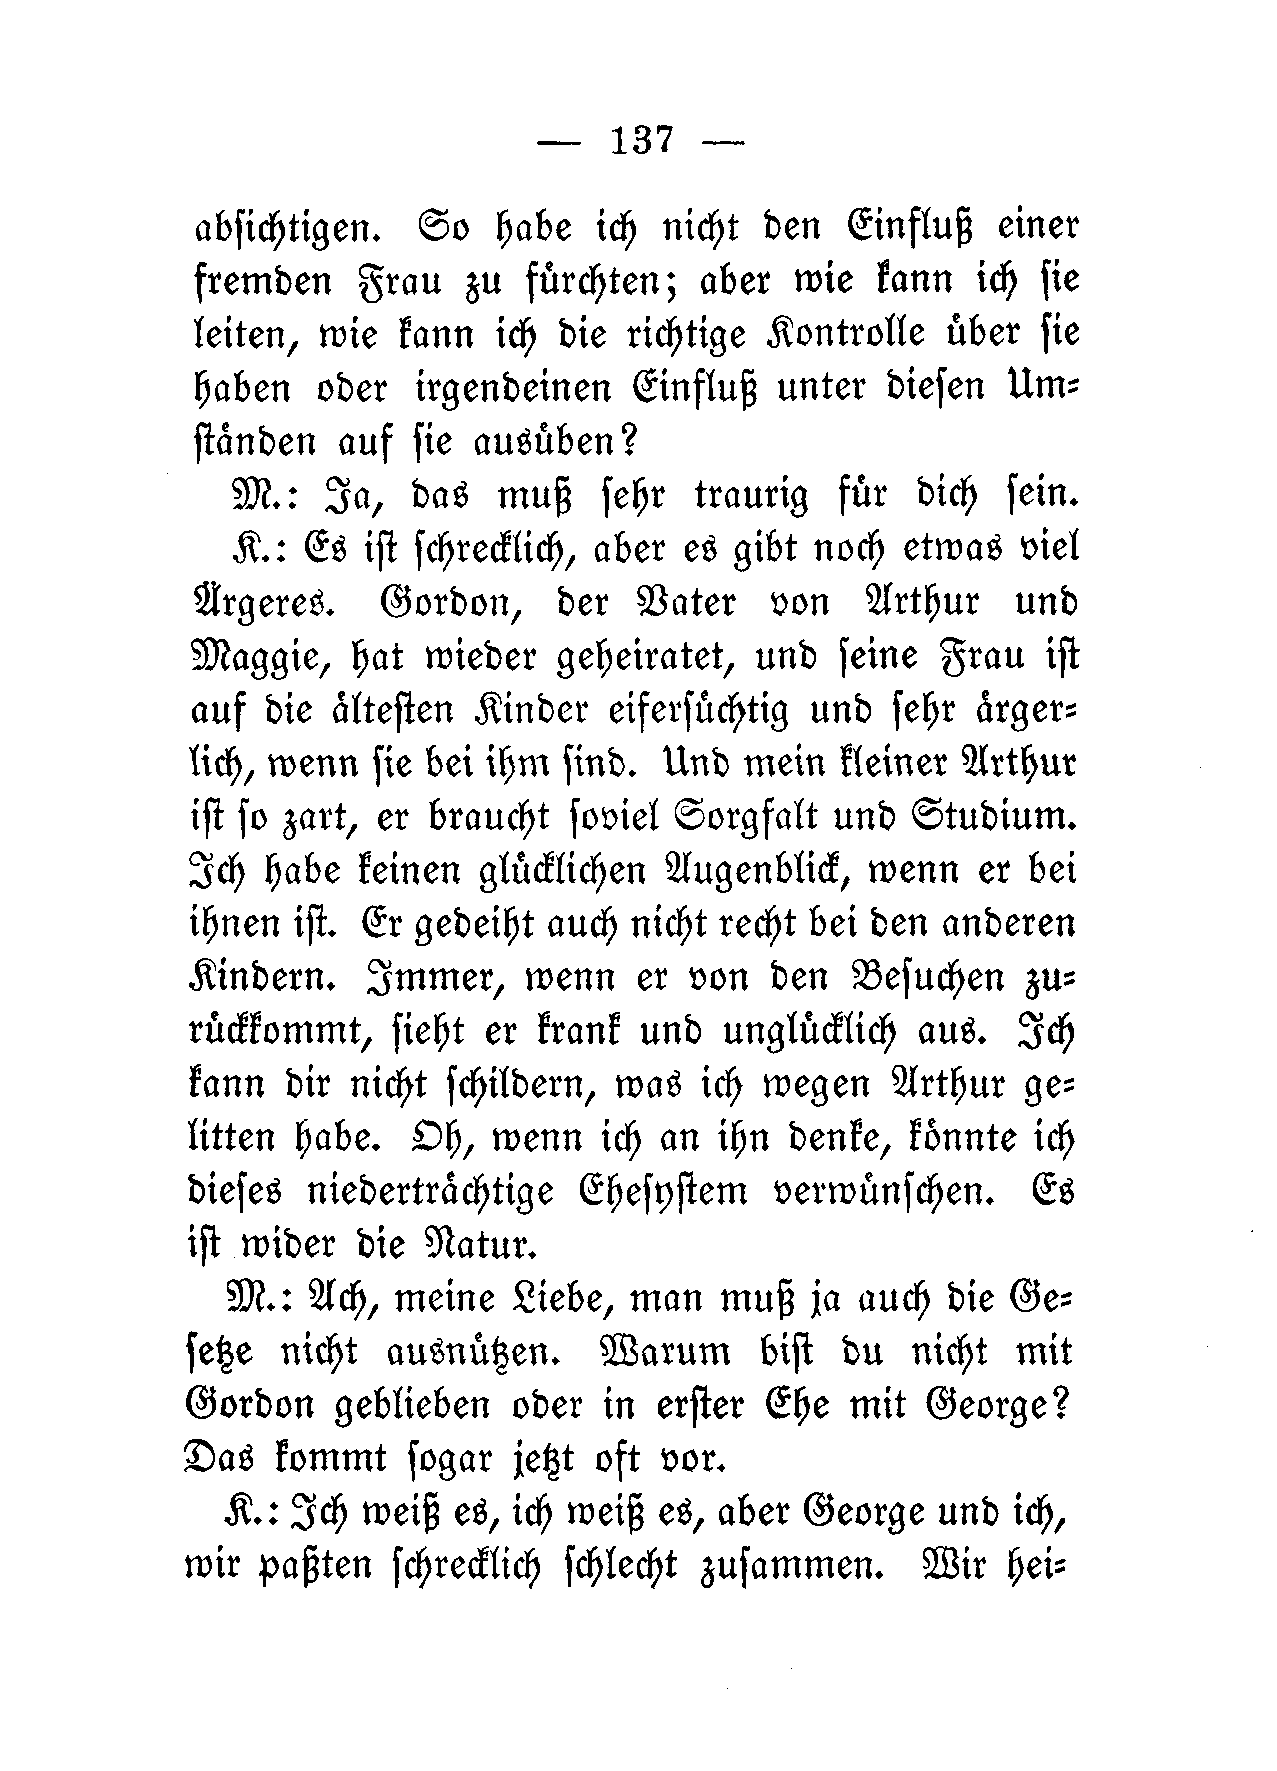 — 137 —
absichtigen. So habe ich nicht den Einfluß einer
fremden Frau zu fürchten; aber wie kann ich sie
leiten, wie kann ich die richtige Kontrolle über sie
haben oder irgendeinen Einfluß unter diesen Um-
ständen auf sie ausüben?
M.: Ja, das muß sehr traurig für dich sein.
K.: Es ist schrecklich, aber es gibt noch etwas viel
Ärgeres. Gordon, der Vater von Arthur und
Maggie, hat wieder geheiratet, und seine Frau ist
auf die ältesten Kinder eifersüchtig und sehr ärger-
lich, wenn sie bei ihm sind. Und mein kleiner Arthur
ist so zart, er braucht soviel Sorgfalt und Studium.
Ich habe keinen glücklichen Augenblick, wenn er bei
ihnen ist. Er gedeiht auch nicht recht bei den anderen
Kindern. Immer, wenn er von den Besuchen zu-
rückkommt, sieht er krank und unglücklich aus. Ich
kann dir nicht schildern, was ich wegen Arthur ge-
litten habe. Oh, wenn ich an ihn denke, könnte ich
dieses niederträchtige Ehesystem verwünschen. Es
ist wider die Natur.
M.: Ach, meine Liebe, man muß ja auch die Ge-
setze nicht ausnützen. Warum bist du nicht mit
Gordon geblieben oder in erster Ehe mit George?
Das kommt sogar jetzt oft vor.
K.: Ich weiß es, ich weiß es, aber George und ich,
wir paßten schrecklich schlecht zusammen. Wir hei-